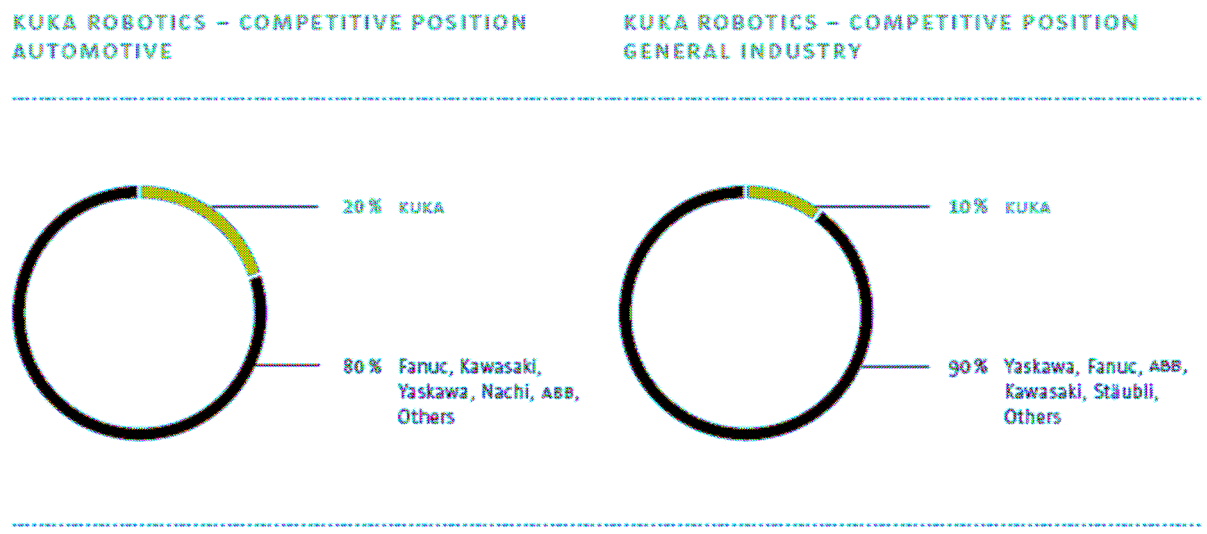 KUKA ROBOTICS – COMPETITIVE POSITION
AUTOMOTIVE
20% KUKA
80% Fanuc, Kawasaki,
Yaskawa, Nachi, ABB,
Others
KUKA ROBOTICS – COMPETITIVE POSITION
GENERAL INDUSTRY
10% KUKA
90% Yaskawa, Fanuc, ABB,
Kawasaki, Stäubli,
Others